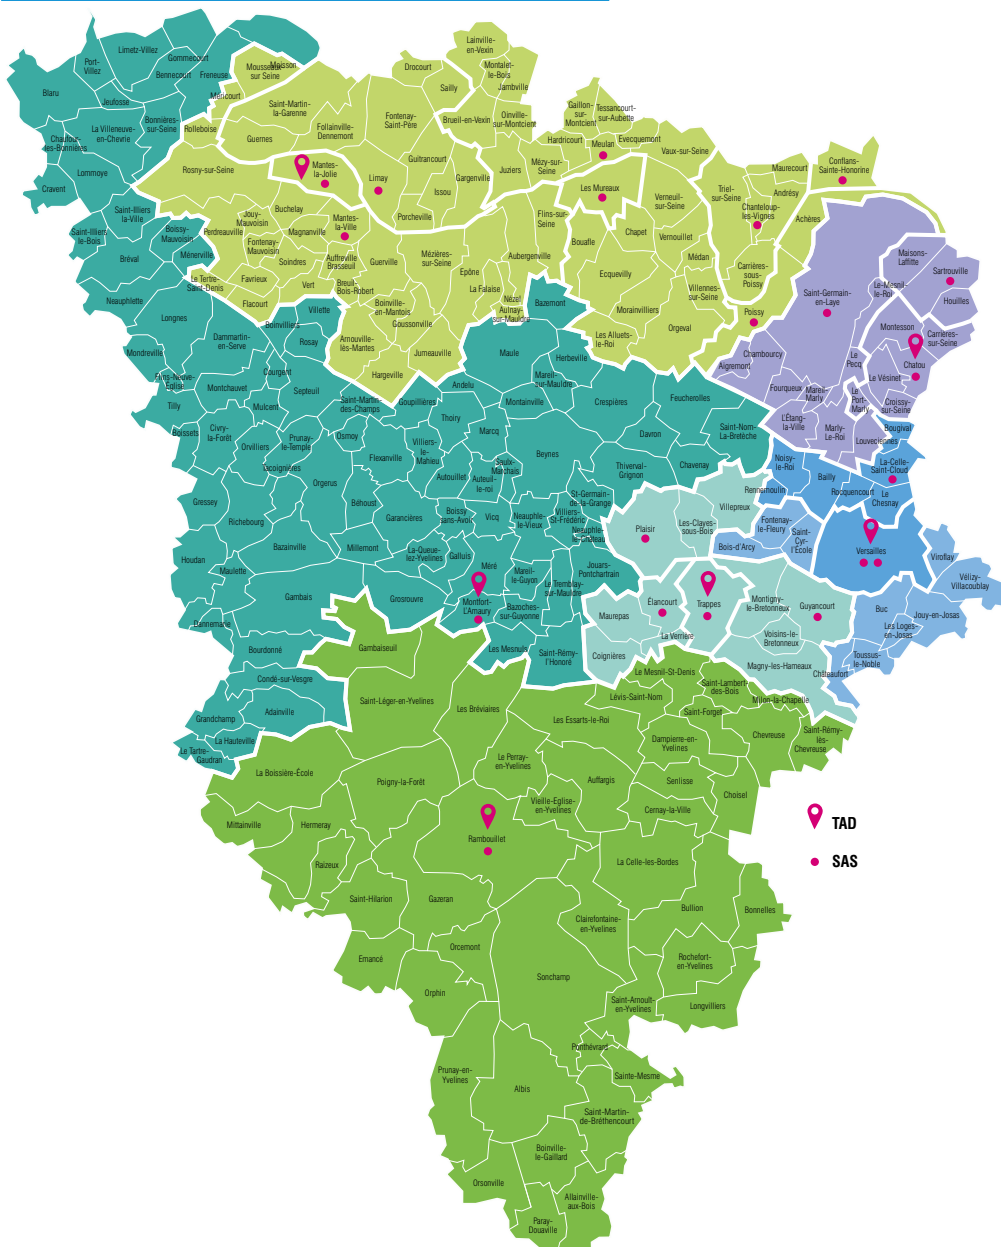 Lainville-
en-Vexin
Limetz-Villez
Gommecourt
Port-
Villez
Bennecourt
Freneuse
Mousseaux-
sur Seine
Moisson
Drocourt
Montalet-
le-Bois
Sailly
Jambville
Blaru
Jeufosse
Méricourt
Saint-Martin-
la-Garenne
Gaillon-
sur-
Montcient
Tessancourt-
sur-Aubette
La Villeneuve-
en-Chevrie
Bonnières-
sur-Seine
Rolleboise
Follainville-
Dennemont
Fontenay-
Saint-Père
Brueil-en-Vexin
Oinville-
sur-Montcient
Chaufour-
les-Bonnières
Guernes
Hardricourt
Meulan
Evecquemont
Vaux-sur-Seine
Lommoye
Rosny-sur-Seine
Mantes-
la-Jolie
Limay
Guitrancourt
Gargenville
Juziers
Mézy-sur-
Seine
Maurecourt
Conflans-
Sainte-Honorine
Cravent
Issou
Les Mureaux
Verneuil-
sur-Seine
Triel-
sur-Seine
Andrésy
Chanteloup-
les-Vignes
Achères
Saint-Illiers
la-Ville
Saint-Illiers-
le-Bois
Boissy-
Mauvoisin
Perdreauville
Jouy-
Mauvoisin
Buchelay
Magnanville
Mantes-
la-Ville
Porcheville
Flins-sur-
Seine
Bouafle
Chapet
Vernouillet
Bréval
Ménerville
Fontenay-
Mauvoisin
Soindres
Auffreville
Brasseuil
Guerville
Mézières-
sur-Seine
Epône
Aubergenville
Ecquevilly
Médan
Carrières-
sous-
Poissy
Maisons-
Laffitte
Sartrouville
Neauphlette
Le Tertre-
Saint-Denis
Favrieux
Flacourt
Vert
Breuil-
Bois-Robert
Boinville-
en-Mantois
La Falaise
Nézel
Aulnay-
sur-Mauldre
Bazemont
Villennes-
sur-Seine
Morainvilliers
Poissy
Saint-Germain-
en-Laye
Le-Mesnil-
le-Roi
Houilles
Longnes
Boinvilliers
Villette
Rosay
Arnouville-
lès-Mantes
Goussonville
Jumeauville
Les Alluets-
le-Roi
Orgeval
Montesson
Carrières-
sur-Seine
Mondreville
Dammartin-
en-Serve
Maule
Herbeville
Aigremont
Chambourcy
Le
Pecq
Chatou
Flins-Neuve-
Eglise
Montchauvet
Courgent
Septeuil
Hargeville
Andelu
Mareil-
sur-Mauldre
Fourqueux
Mareil-
Marly
Le Vésinet
Le
Port-
Marly
Croissy-
sur-Seine
Tilly
Mulcent
Saint-Martin-
des-Champs
Goupillières
Thoiry
Montainville
Crespières
Feucherolles
L'Étang-
la-Ville
Marly-
Le-Roi
Louveciennes
Bougival
Boissets
Civry-
la-Forêt
Orvilliers
Prunay-
le-Temple
Osmoy
Flexanville
Villiers-
le-
Mahieu
Marcq
Beynes
Davron
Saint-Nom-
La-Bretèche
Tacoignières
Orgerus
Autouillet
Saulx-
Marchais
Auteuil-
le-roi
Thiverval-
Grignon
Chavenay
Noisy-
le-Roi
Bailly
La-Celle-
Saint-Cloud
Gressey
Richebourg
Béhoust
Garancières
Boissy
sans-Avoir
Vicq
Neauphle-
le-Vieux
Villiers-
St-Frédéric
St-Germain-
de-la-Grange
Neauphle-
le-Château
Rennemoulin
Villepreux
Rocquencourt
Le
Chesnay
Plaisir
Les-Clayes-
sous-Bois
Fontenay-
le-Fleury
Saint-
Cyr-
l'Ecole
Versailles
Viroflay
Bazainville
Millemont
La-Queue-
lez-Yvelines
Galluis
Méré
Mareil-
le-Guyon
Jouars-
Pontchartrain
Bois-d'Arcy
Vélizy-
Villacoublay
Houdan
Maulette
Gambais
Grosrouvre
Montfort-
L'Amaury
Bazoches-
sur-Guyonne
Le Tremblay-
sur-Mauldre
Maurepas
Élancourt
Trappes
Montigny-
le-Bretonneux
Guyancourt
Buc
Les Loges-
en-Josas
Jouy-en-Josas
Dannemarie
Bourdonné
Gambaiseuil
Les Mesnuls
Saint-Rémy-
l'Honoré
Coignières
La Verrière
Voisins-le-
Bretonneux
Magny-les-Hameaux
Toussus-
le-Noble
Châteaufort
Condé-sur-Vesgre
Adainville
Grandchamp
La Hauteville
Le Tartre-
Gaudran
Saint-Léger-en-Yvelines
Les Bréviaires
Le Mesnil-St-Denis
Lévis-Saint-Nom
Saint-Lambert-
des-Bois
Milon-la-Chapelle
Les Essarts-le-Roi
Saint-Forget
Dampierre-en-
Yvelines
Chevreuse
Saint-Rémy-
lès-
Chevreuse
La Boissière-École
Poigny-la-Forêt
Le Perray-
en-Yvelines
Auffargis
Senlisse
Choisel
Mittainville
Hermeray
Vieille-Eglise-
en-Yvelines
Cernay-la-Ville
Rambouillet
TAD
SAS
Raizeux
La Celle-les-Bordes
Saint-Hilarion
Gazeran
Clairefontaine-
en-Yvelines
Bullion
Bonnelles
Emancé
Orcemont
Orphin
Sonchamp
Rochefort-
en-Yvelines
Saint-Arnoult-
en-Yvelines
Longvilliers
Ponthévrard
Prunay-en-
Yvelines
Albis
Sainte-Mesme
Saint-Martin-
de-Bréthencourt
Boinville-
le-Gaillard
Orsonville
Allainville-
aux-Bois
Paray-
Douaville